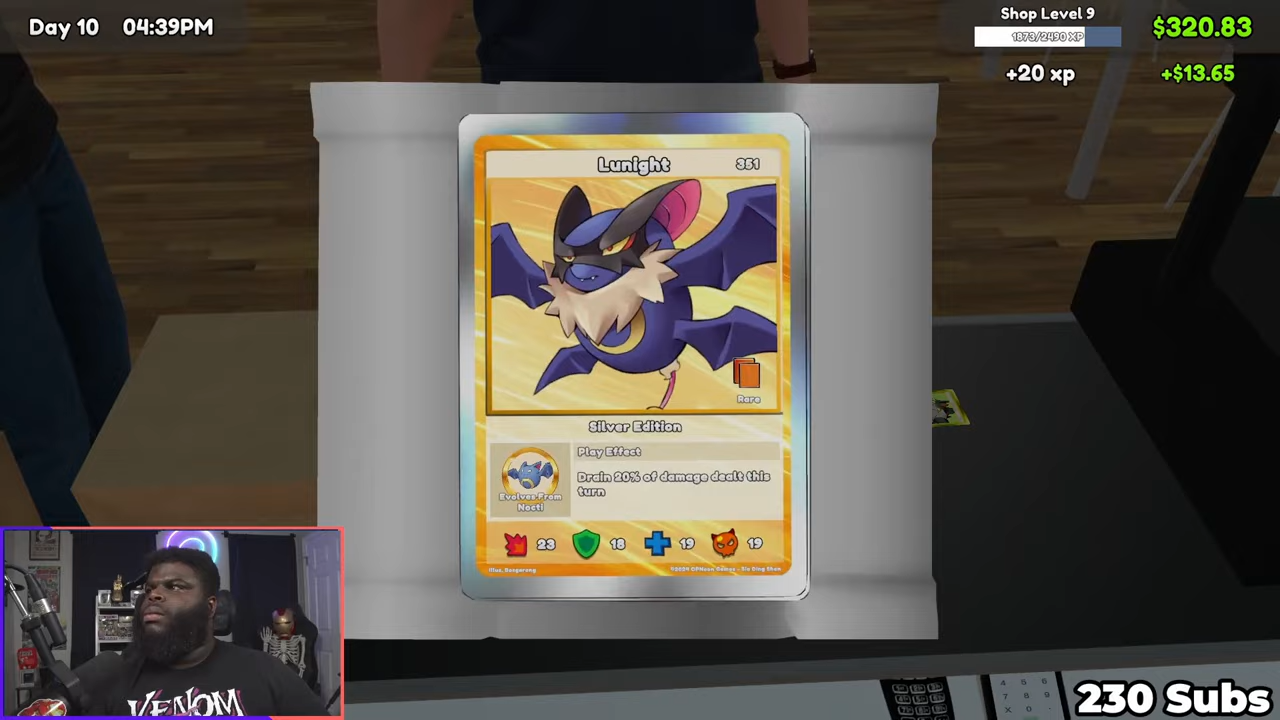 Day 10 04:39PM
Shop Level 9
$320.83
1873/2490 XP
+20 xp
+$13.65
Lunight 351
Rare
Silver Edition
Play Effect
Drain 20% of damage dealt this
turn
Evolves From
Nocti
23 18 19 19
VENOM
230 Subs